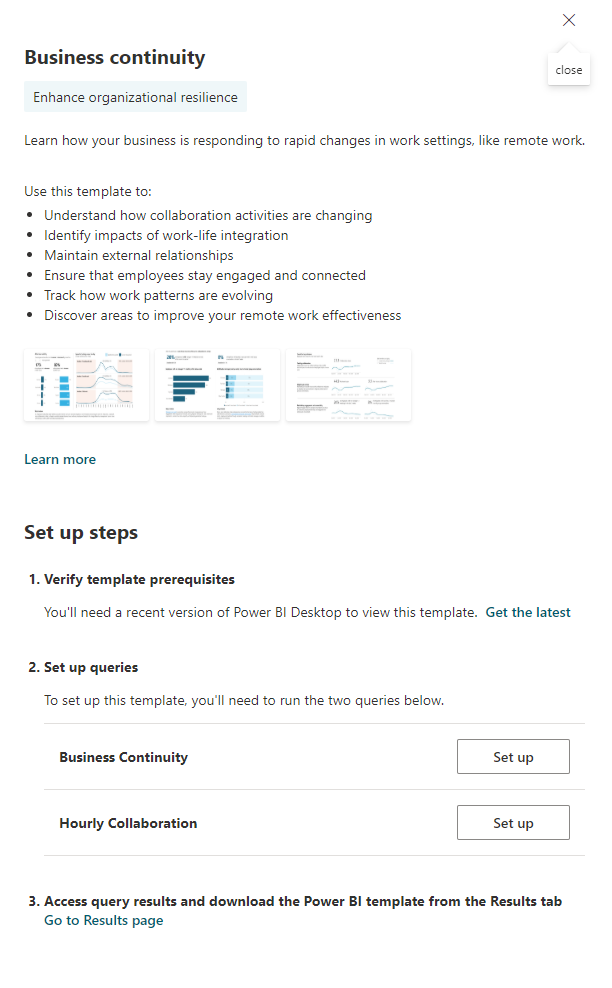 close
Business continuity
Enhance organizational resilience
Learn how your business is responding to rapid changes in work settings, like remote work.
Use this template to:
• Understand how collaboration activities are changing
• Identify impacts of work-life integration
• Maintain external relationships
• Ensure that employees stay engaged and connected
• Track how work patterns are evolving
• Discover areas to improve your remote work effectiveness
Learn more
Set up steps
1. Verify template prerequisites
You'll need a recent version of Power BI Desktop to view this template. Get the latest
2. Set up queries
To set up this template, you'll need to run the two queries below.
Business Continuity Set up
Hourly Collaboration Set up
3. Access query results and download the Power BI template from the Results tab
Go to Results page